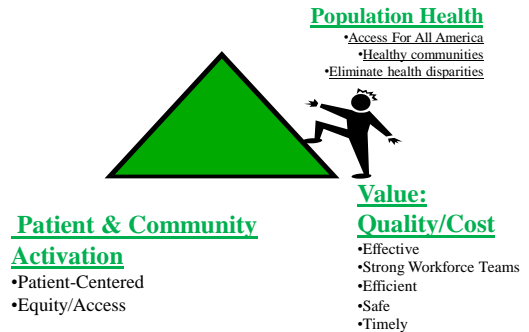 Population Health
•Access For All America
•Healthy communities
•Eliminate health disparities
Patient & Community
Activation
•Patient-Centered
•Equity/Access
Value:
Quality/Cost
•Effective
•Strong Workforce Teams
•Efficient
•Safe
•Timely